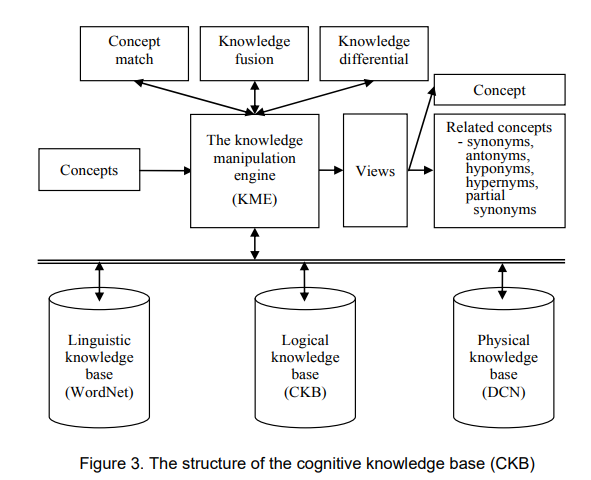 Concept
match
Knowledge
fusion
Knowledge
differential
Concept
Related concepts
- synonyms,
antonyms,
hyponyms,
hypernyms,
partial
synonyms
Concepts
The knowledge
manipulation
engine
(KME)
Views
Linguistic
knowledge
base
(WordNet)
Logical
knowledge
base
(CKB)
Physical
knowledge
base
(DCN)
Figure 3. The structure of the cognitive knowledge base (CKB)